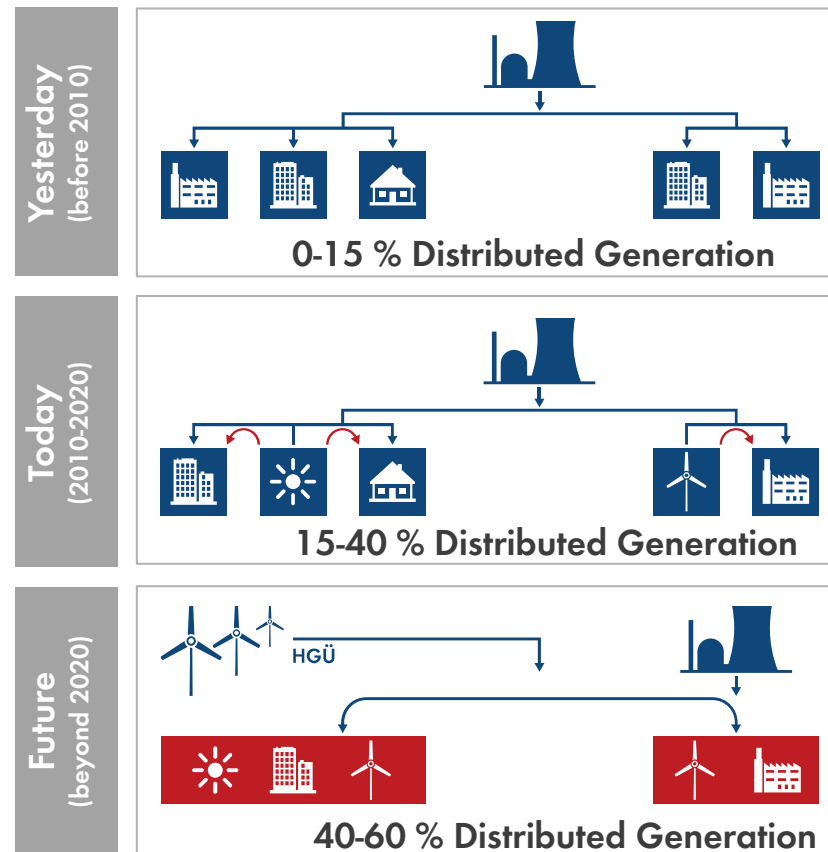 Yesterday
(before 2010)
0-15 % Distributed Generation
Today
(2010-2020)
15-40 % Distributed Generation
Future
(beyond 2020)
HGÜ
40-60 % Distributed Generation